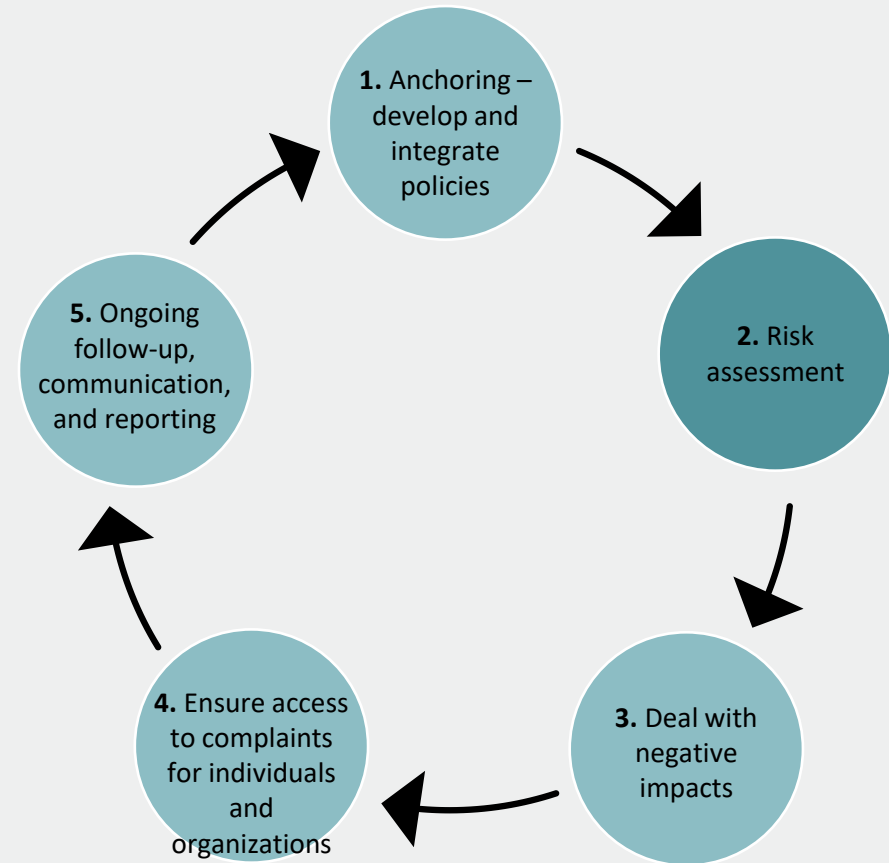 1. Anchoring –
develop and
integrate
policies
2. Risk
assessment
3. Deal with
negative
impacts
4. Ensure access
to complaints
for individuals
and
organizations
5. Ongoing
follow-up,
communication,
and reporting